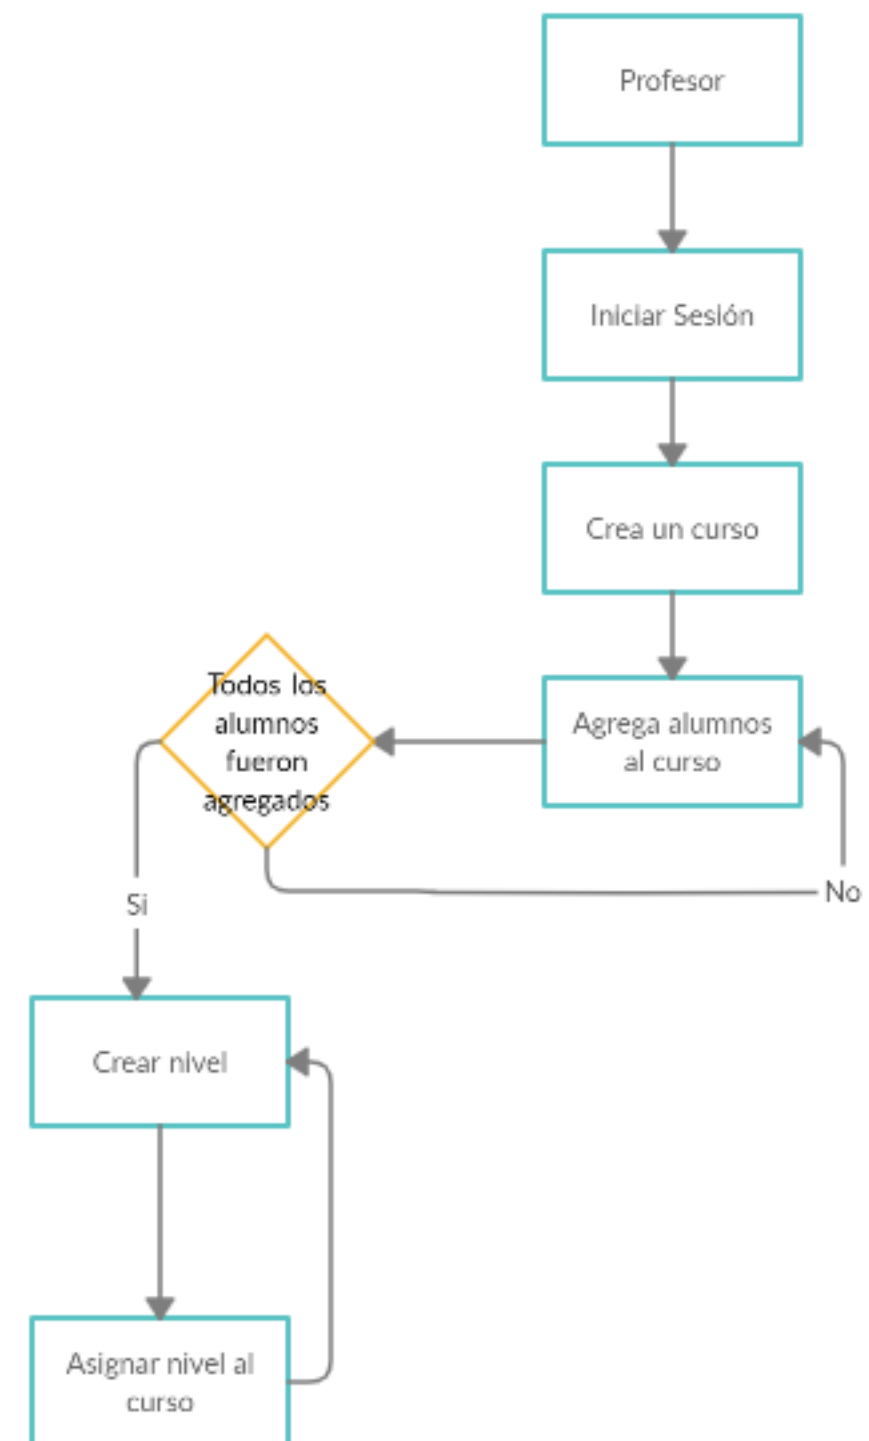 Profesor
Iniciar Sesión
Crea un curso
Agrega alumnos
al curso
Todos los
alumnos
fueron
agregados
No
Si
Crear nivel
Asignar nivel al
curso